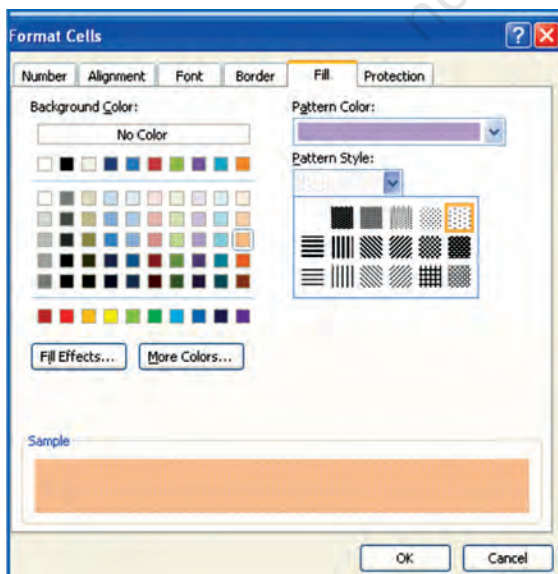 Format Cells
Number Alignment Font Border Fill Protection
Background Color:
No Color
Pattern Color:
Pattern Style:
Fill Effects... More Colors...
Sample
OK Cancel